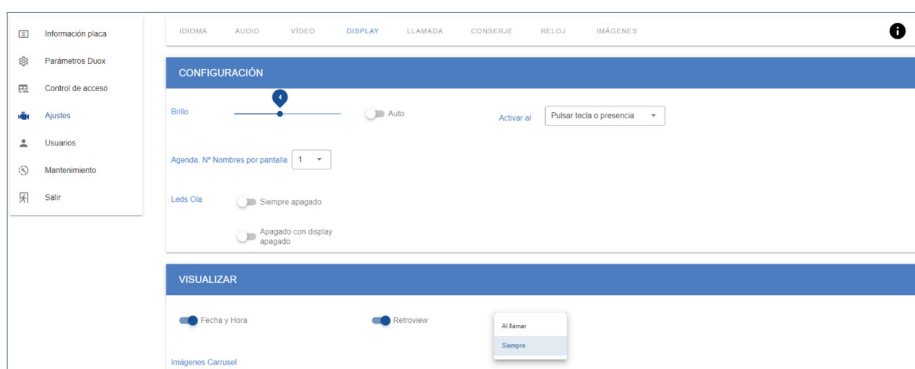 Información placa
Parámetros Duox
Control de acceso
Ajustes
Usuarios
Mantenimiento
Salir
IDIOMA AUDIO VÍDEO DISPLAY LLAMADA CONSERJE RELOJ IMÁGENES
CONFIGURACIÓN
Brillo 4 Auto Activar al Pulsar tecla o presencia
Agenda. Nº Nombres por pantalla 1
Leds Ola Siempre apagado
Apagado con display
apagado
VISUALIZAR
Fecha y Hora Retroview
Al llamar
Siempre
Imágenes Carrusel